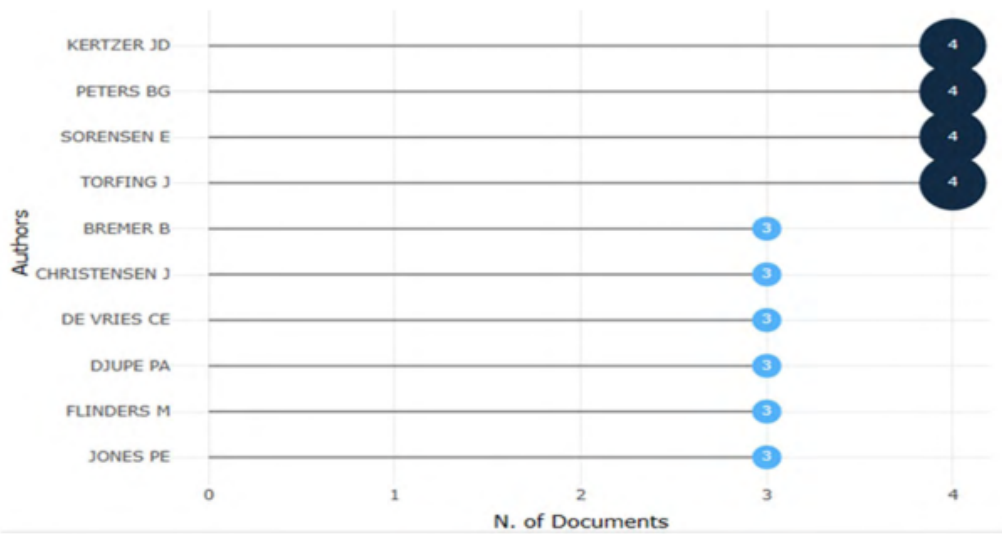 KERTZER JD 4
PETERS BG 4
SORENSEN E 4
TORFING J 4
BREMER B 3
CHRISTENSEN J 3
DE VRIES CE 3
DJUPE PA 3
FLINDERS M 3
JONES PE 3
Authors
0 1 2 3 4
N. of Documents